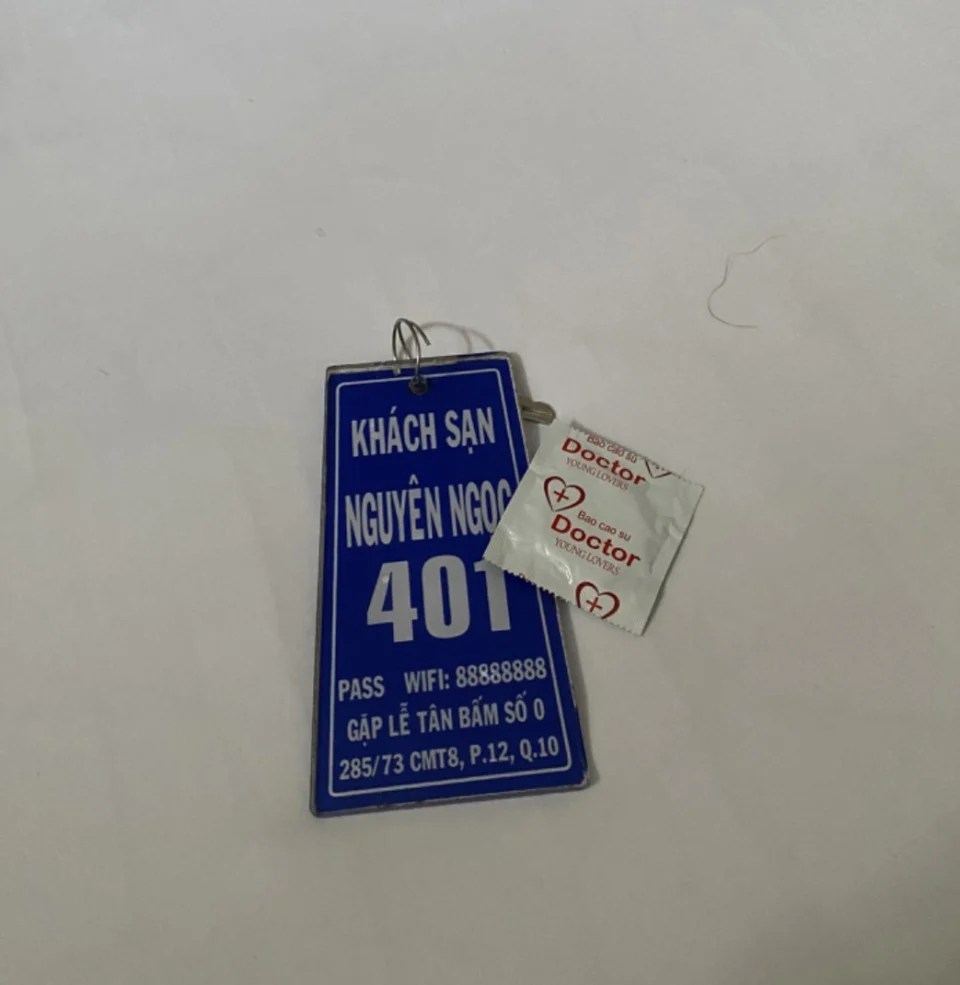 KHÁCH SẠN
NGUYÊN NGỌC
401
PASS WIFI: 88888888
GẶP LỄ TÂN BẤM SỐ 0
285/73 CMT8, P.12, Q.10
Bao cao su
Doctor
YOUNG LOVERS
Bao cao su
Doctor
YOUNG LOVERS